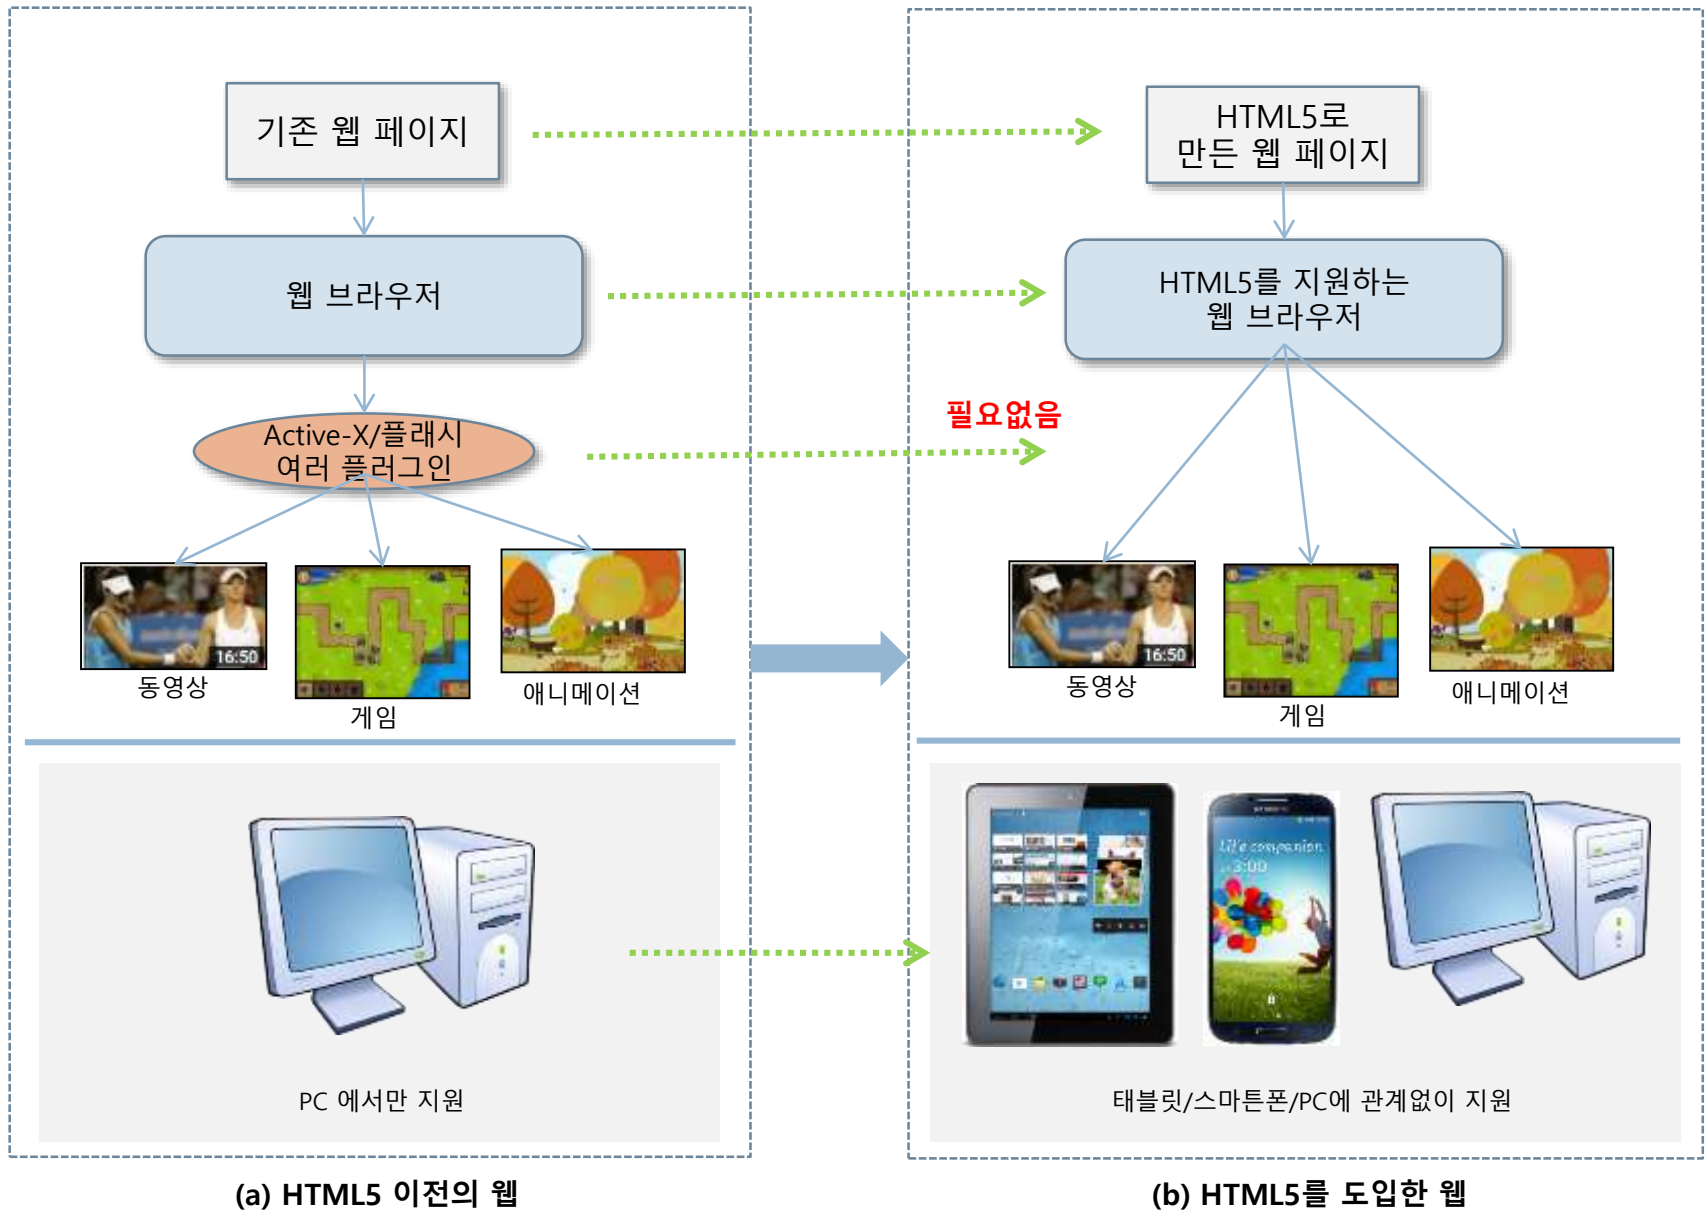 기존 웹 페이지
HTML5로
만든 웹 페이지
웹 브라우저
HTML5를 지원하는
웹 브라우저
필요없음
Active-X/플래시
여러 플러그인
16:50
동영상
게임
애니메이션
16:50
동영상
게임
애니메이션
Life companion
3:00
PC 에서만 지원
태블릿/스마튼폰/PC에 관계없이 지원
(a) HTML5 이전의 웹
(b) HTML5를 도입한 웹